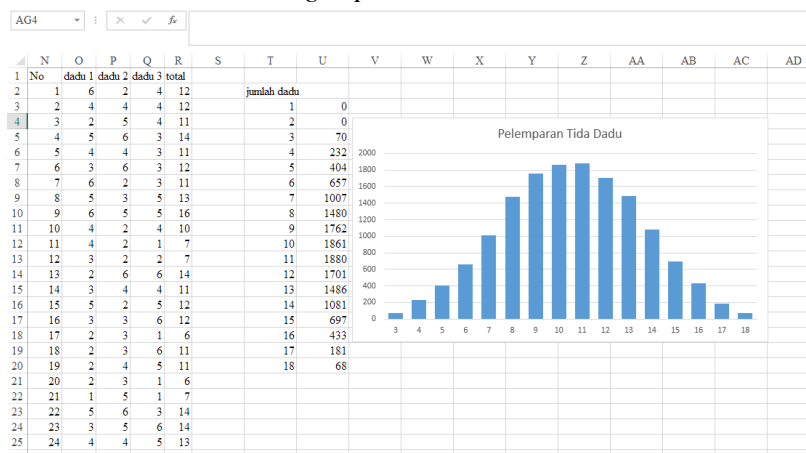 AG4 fx
N O P Q R S T U V W X Y Z AA AB AC AD
1 No dadu 1 dadu 2 dadu 3 total
2 1 6 2 4 12 jumlah dadu
3 2 4 4 4 12 1 0
4 3 2 5 4 11 2 0
5 4 5 6 3 14 3 70
6 5 4 4 3 11 4 232
7 6 3 6 3 12 5 404
8 7 6 2 3 11 6 657
9 8 5 3 5 13 7 1007
10 9 6 5 5 16 8 1480
11 10 4 2 4 10 9 1762
12 11 4 2 1 7 10 1861
13 12 3 2 2 7 11 1880
14 13 2 6 6 14 12 1701
15 14 3 4 4 11 13 1486
16 15 5 2 5 12 14 1081
17 16 3 3 6 12 15 697
18 17 2 3 1 6 16 433
19 18 2 3 6 11 17 181
20 19 2 4 5 11 18 68
21 20 2 3 1 6
22 21 1 5 1 7
23 22 5 6 3 14
24 23 3 5 6 14
25 24 4 4 5 13
Pelemparan Tida Dadu
2000
1800
1600
1400
1200
1000
800
600
400
200
0
3 4 5 6 7 8 9 10 11 12 13 14 15 16 17 18